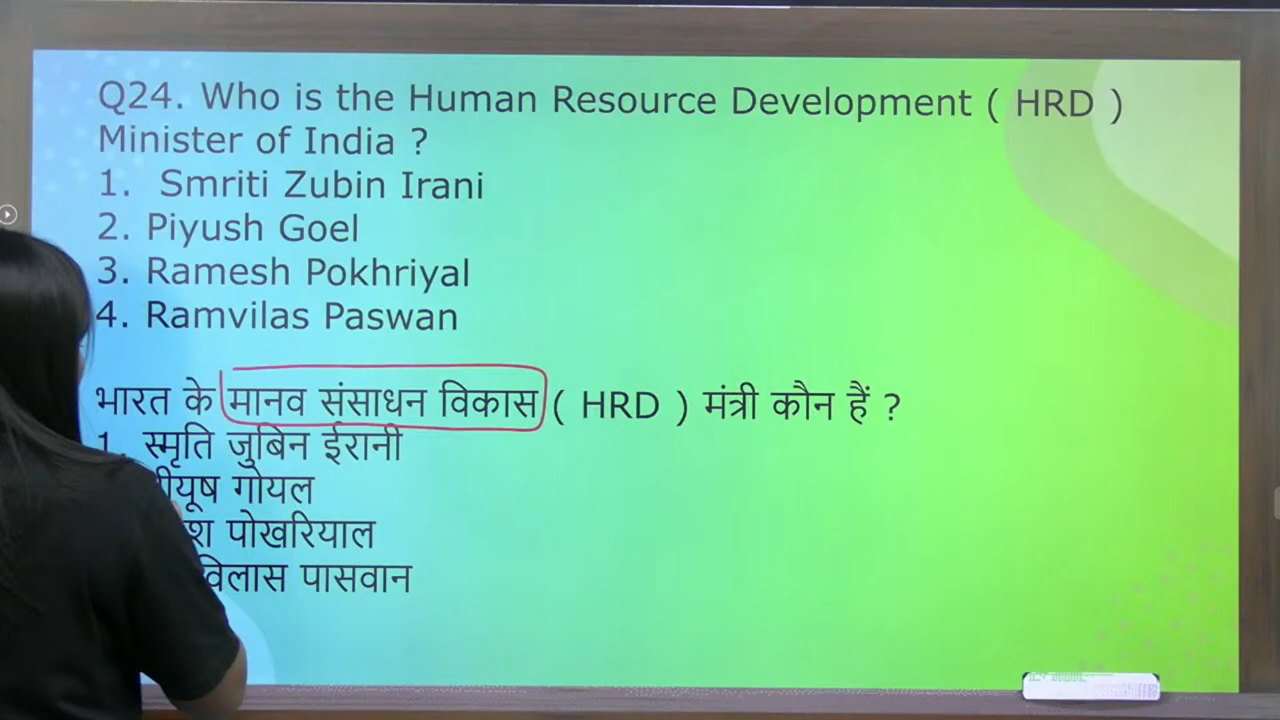 Q24. Who is the Human Resource Development ( HRD )
Minister of India ?
1. Smriti Zubin Irani
2. Piyush Goel
3. Ramesh Pokhriyal
4. Ramvilas Paswan
भारत के मानव संसाधन विकास ( HRD ) मंत्री कौन हैं ?
1. स्मृति जुबिन ईरानी
गोयल
पोखरियाल
पासवान